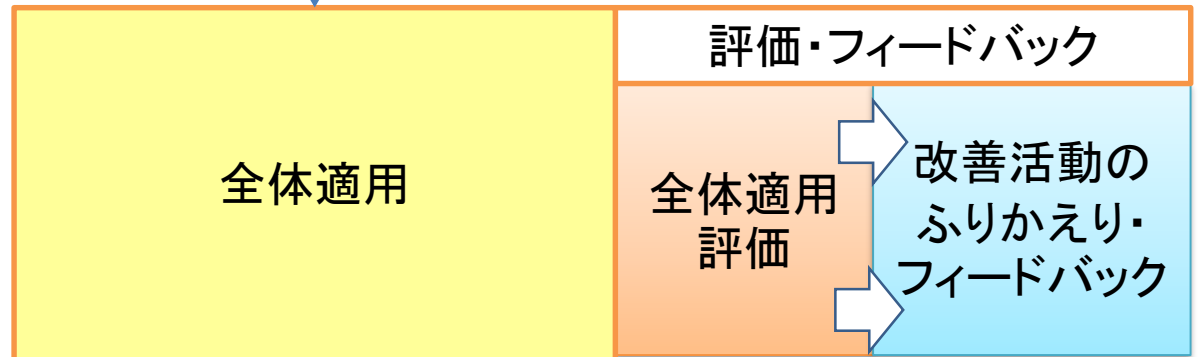 評価・フィードバック
全体適用
全体適用
評価
改善活動の
ふりかえり・
フィードバック